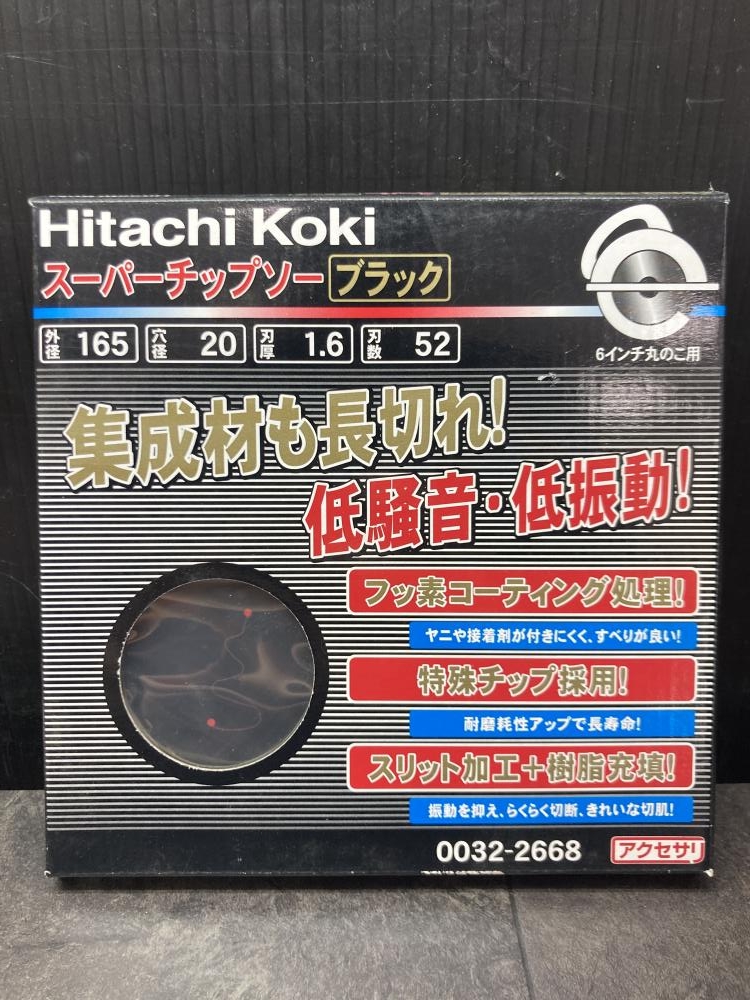 Hitachi Koki
スーパーチップソー ブラック
外径 165 穴径 20 刃厚 1.6 刃数 52
6インチ丸のこ用
集成材も長切れ!
低騒音・低振動!
フッ素コーティング処理!
ヤニや接着剤が付きにくく、すべりが良い!
特殊チップ採用!
耐磨耗性アップで長寿命!
スリット加工+樹脂充填!
振動を抑え、らくらく切断、きれいな切肌!
0032-2668 アクセサリ